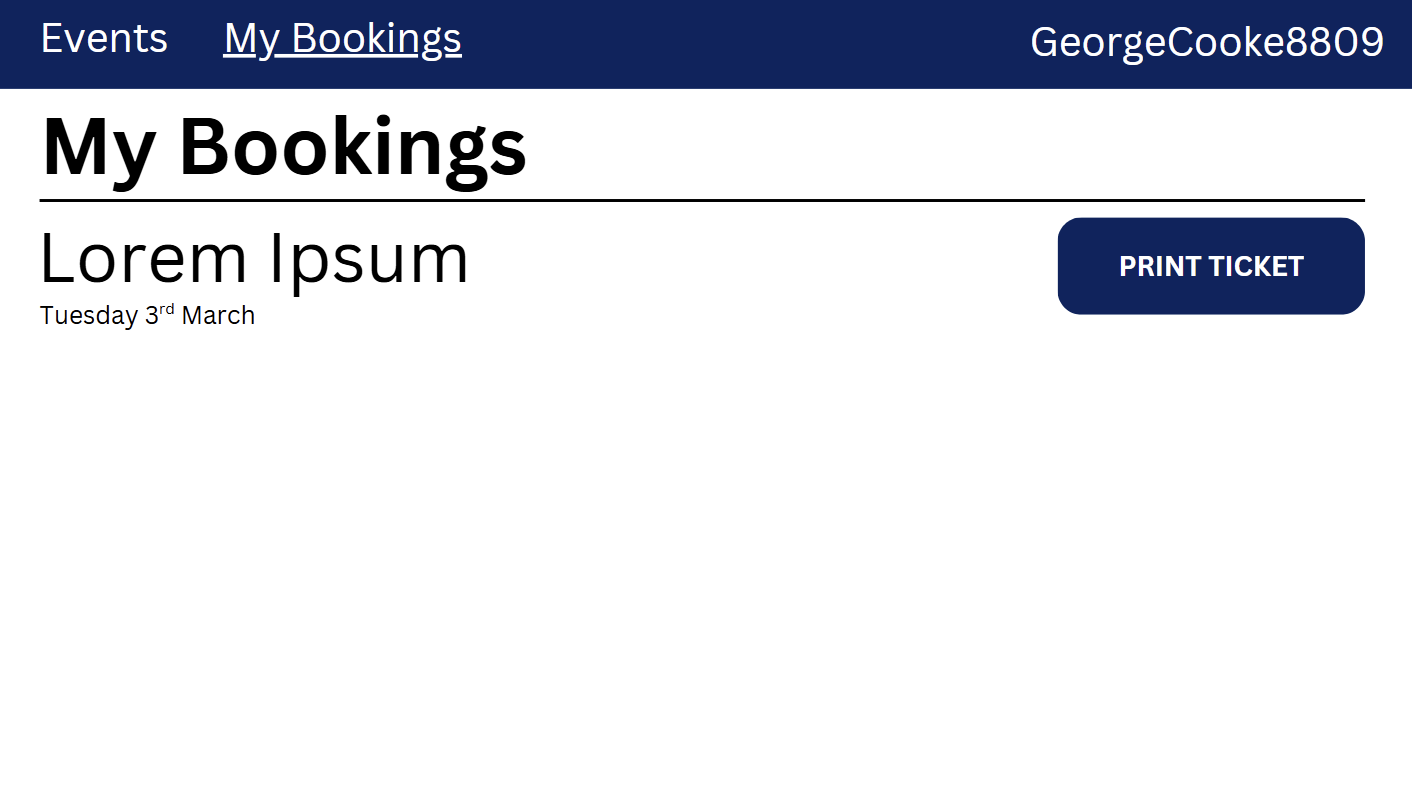 Events My Bookings GeorgeCooke8809
My Bookings
Lorem Ipsum
PRINT TICKET
Tuesday 3rd March